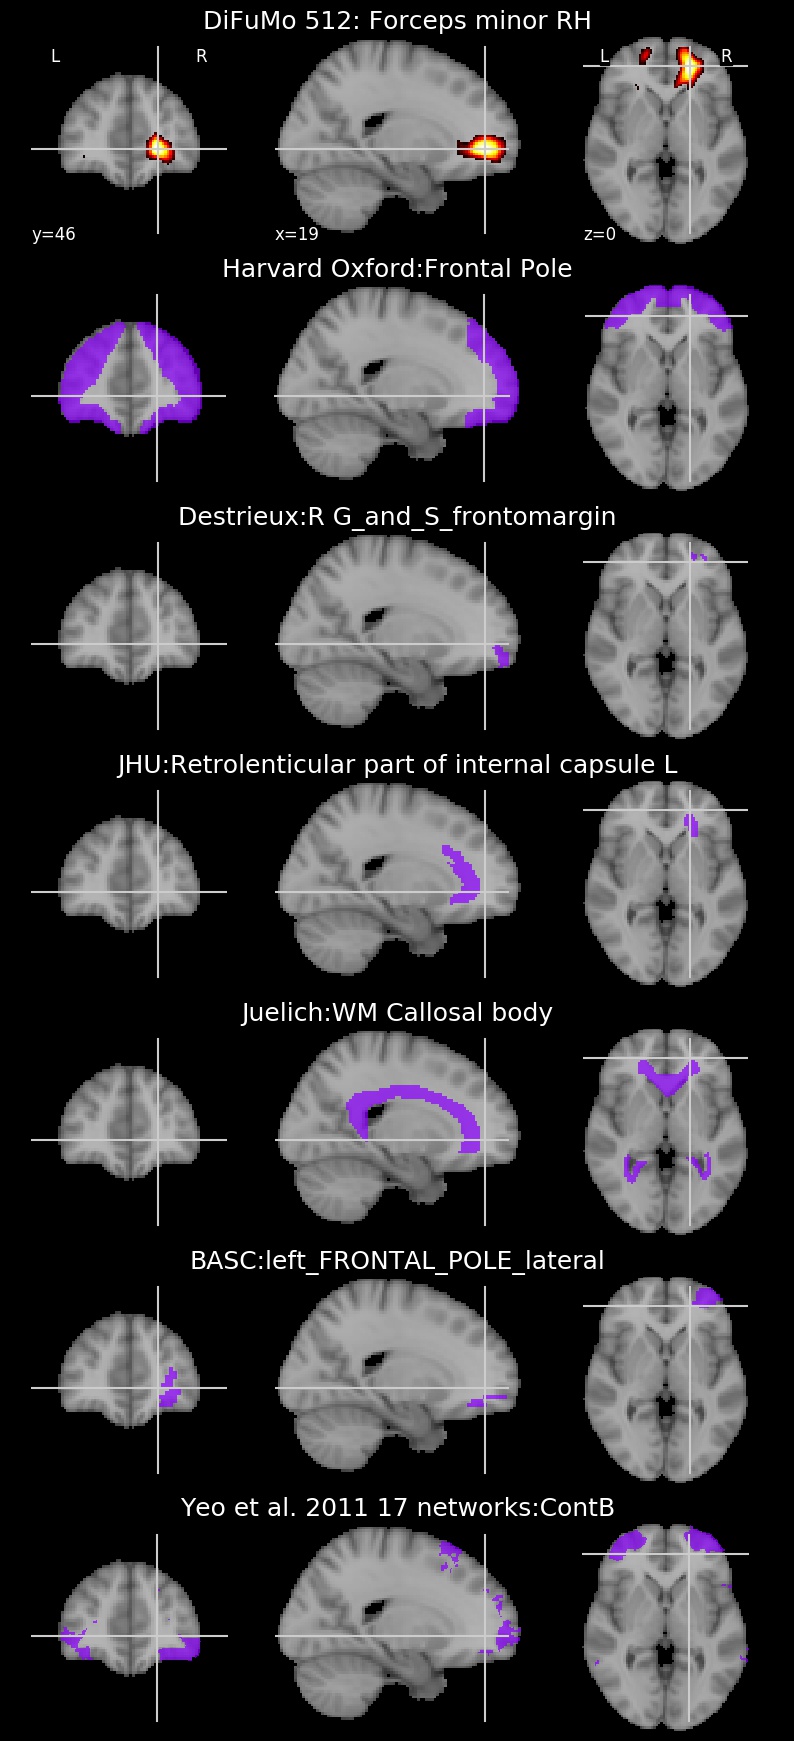 DiFuMo 512: Forceps minor RH
L R L R
y=46 x=19 z=0
Harvard Oxford:Frontal Pole
Destrieux:R G_and_S_frontomargin
JHU:Retrolenticular part of internal capsule L
Juelich:WM Callosal body
BASC:left_FRONTAL_POLE_lateral
Yeo et al. 2011 17 networks:ContB